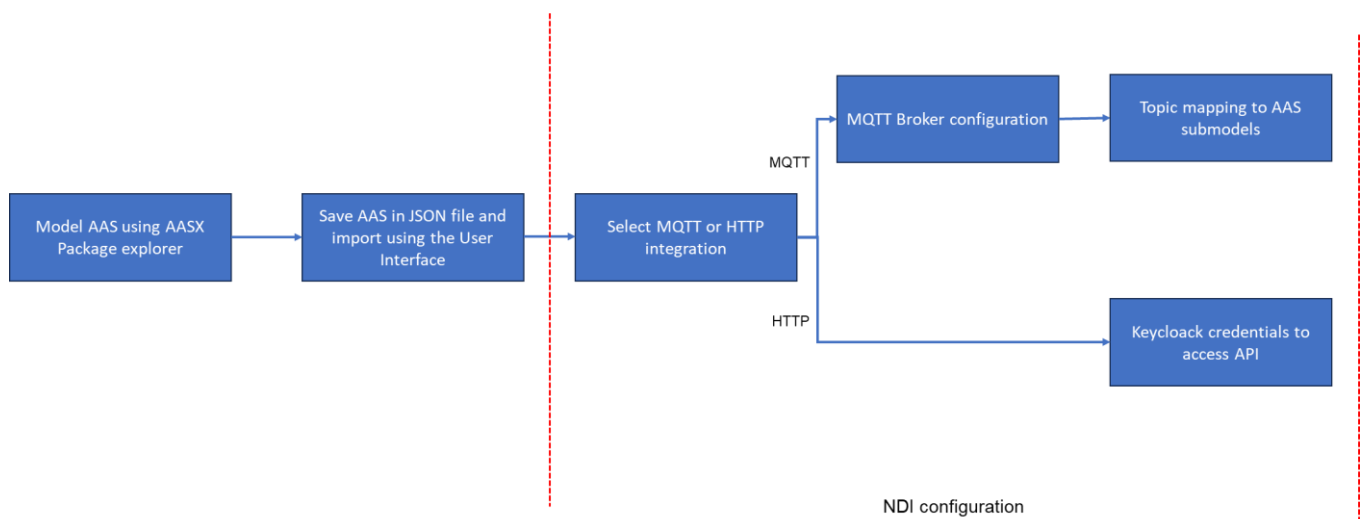 Model AAS using AASX
Package explorer
Save AAS in JSON file and
import using the User
Interface
Select MQTT or HTTP
integration
MQTT
MQTT Broker configuration
Topic mapping to AAS
submodels
HTTP
Keycloack credentials to
access API
NDI configuration